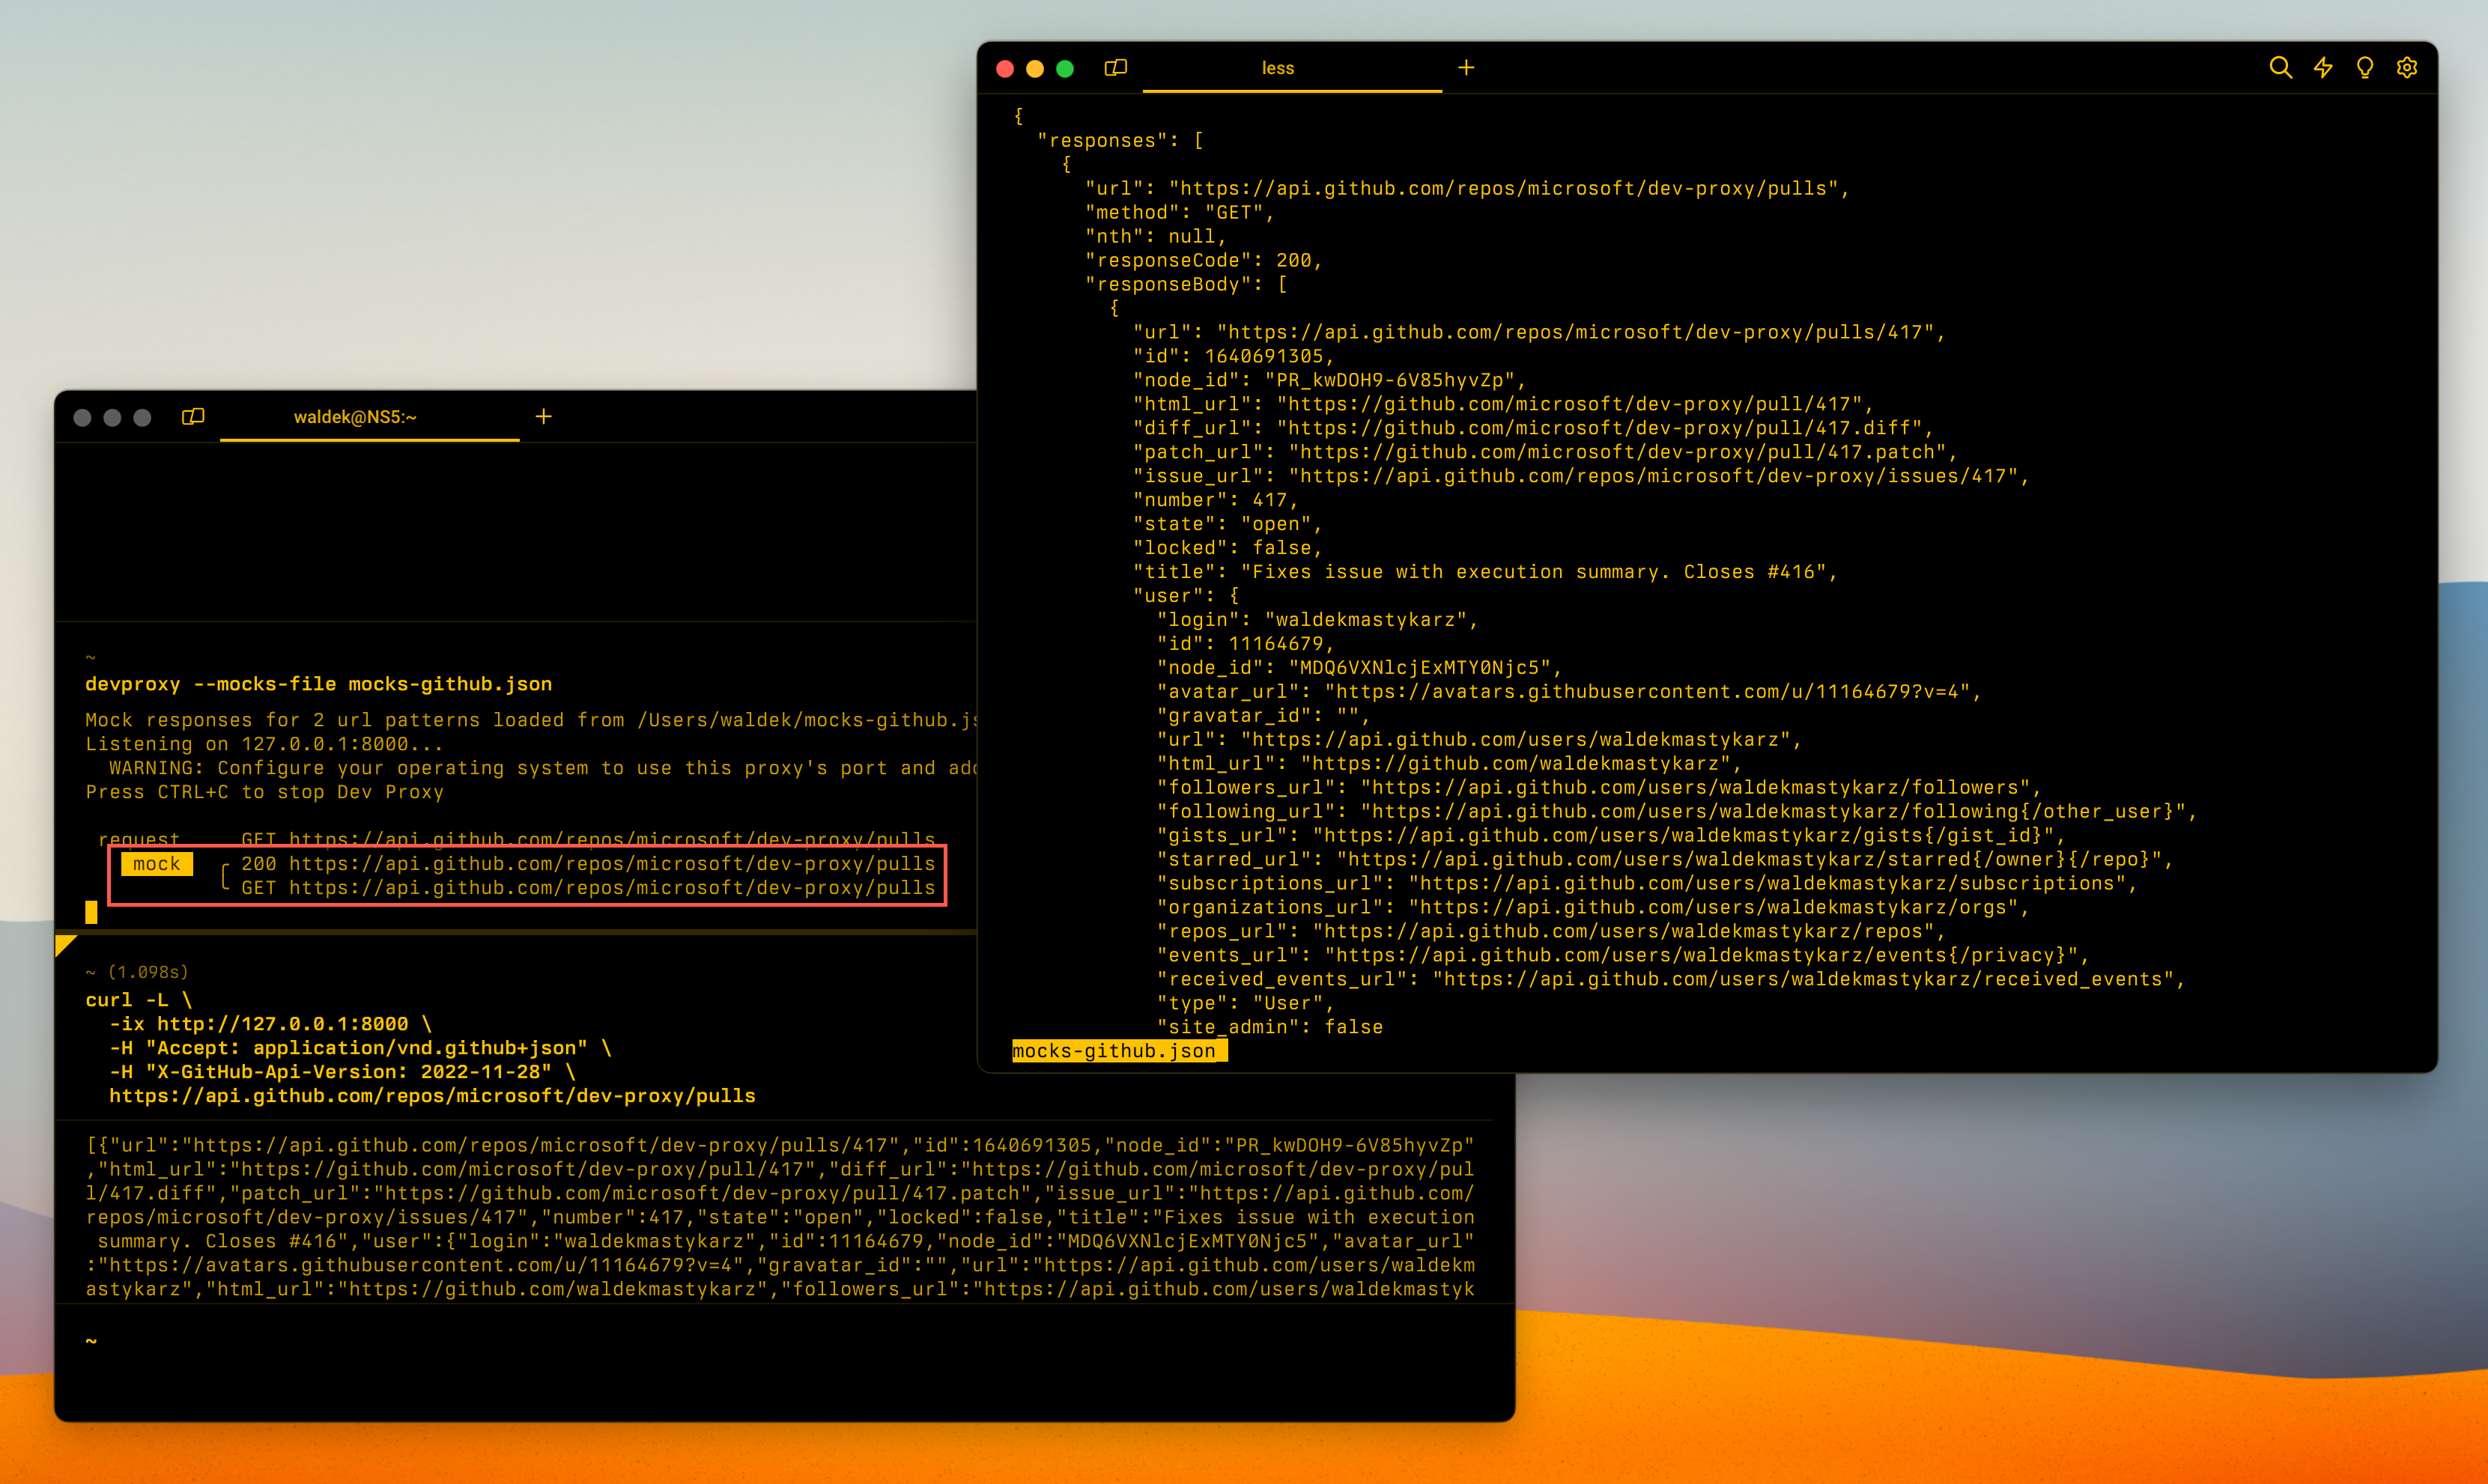 less
{
"responses": [
{
"url": "https://api.github.com/repos/microsoft/dev-proxy/pulls",
"method": "GET",
"nth": null,
"responseCode": 200,
"responseBody": [
{
"url": "https://api.github.com/repos/microsoft/dev-proxy/pulls/417",
"id": 1640691305,
"node_id": "PR_kwDOH9-6V85hyvZp",
"html_url": "https://github.com/microsoft/dev-proxy/pull/417",
"diff_url": "https://github.com/microsoft/dev-proxy/pull/417.diff",
"patch_url": "https://github.com/microsoft/dev-proxy/pull/417.patch",
"issue_url": "https://api.github.com/repos/microsoft/dev-proxy/issues/417",
"number": 417,
"state": "open",
"locked": false,
"title": "Fixes issue with execution summary. Closes #416",
"user": {
"login": "waldekmastykarz",
"id": 11164679,
"node_id": "MDQ6VXNlcjExMTY0Njc5",
"avatar_url": "https://avatars.githubusercontent.com/u/11164679?v=4",
"gravatar_id": "",
"url": "https://api.github.com/users/waldekmastykarz",
"html_url": "https://github.com/waldekmastykarz",
"followers_url": "https://api.github.com/users/waldekmastykarz/followers",
"following_url": "https://api.github.com/users/waldekmastykarz/following{/other_user}",
"gists_url": "https://api.github.com/users/waldekmastykarz/gists{/gist_id}",
"starred_url": "https://api.github.com/users/waldekmastykarz/starred{/owner}{/repo}",
"subscriptions_url": "https://api.github.com/users/waldekmastykarz/subscriptions",
"organizations_url": "https://api.github.com/users/waldekmastykarz/orgs",
"repos_url": "https://api.github.com/users/waldekmastykarz/repos",
"events_url": "https://api.github.com/users/waldekmastykarz/events{/privacy}",
"received_events_url": "https://api.github.com/users/waldekmastykarz/received_events",
"type": "User",
"site_admin": false
mocks-github.json
waldek@NS5:~
~
devproxy --mocks-file mocks-github.json
Mock responses for 2 url patterns loaded from /Users/waldek/mocks-github.js
Listening on 127.0.0.1:8000...
WARNING: Configure your operating system to use this proxy's port and add
Press CTRL+C to stop Dev Proxy
request GET https://api.github.com/repos/microsoft/dev-proxy/pulls
mock ╭ 200 https://api.github.com/repos/microsoft/dev-proxy/pulls
╰ GET https://api.github.com/repos/microsoft/dev-proxy/pulls
~ (1.098s)
curl -L \
-ix http://127.0.0.1:8000 \
-H "Accept: application/vnd.github+json" \
-H "X-GitHub-Api-Version: 2022-11-28" \
https://api.github.com/repos/microsoft/dev-proxy/pulls
[{"url":"https://api.github.com/repos/microsoft/dev-proxy/pulls/417","id":1640691305,"node_id":"PR_kwDOH9-6V85hyvZp"
,"html_url":"https://github.com/microsoft/dev-proxy/pull/417","diff_url":"https://github.com/microsoft/dev-proxy/pul
l/417.diff","patch_url":"https://github.com/microsoft/dev-proxy/pull/417.patch","issue_url":"https://api.github.com/
repos/microsoft/dev-proxy/issues/417","number":417,"state":"open","locked":false,"title":"Fixes issue with execution
summary. Closes #416","user":{"login":"waldekmastykarz","id":11164679,"node_id":"MDQ6VXNlcjExMTY0Njc5","avatar_url"
:"https://avatars.githubusercontent.com/u/11164679?v=4","gravatar_id":"","url":"https://api.github.com/users/waldekm
astykarz","html_url":"https://github.com/waldekmastykarz","followers_url":"https://api.github.com/users/waldekmastyk
~